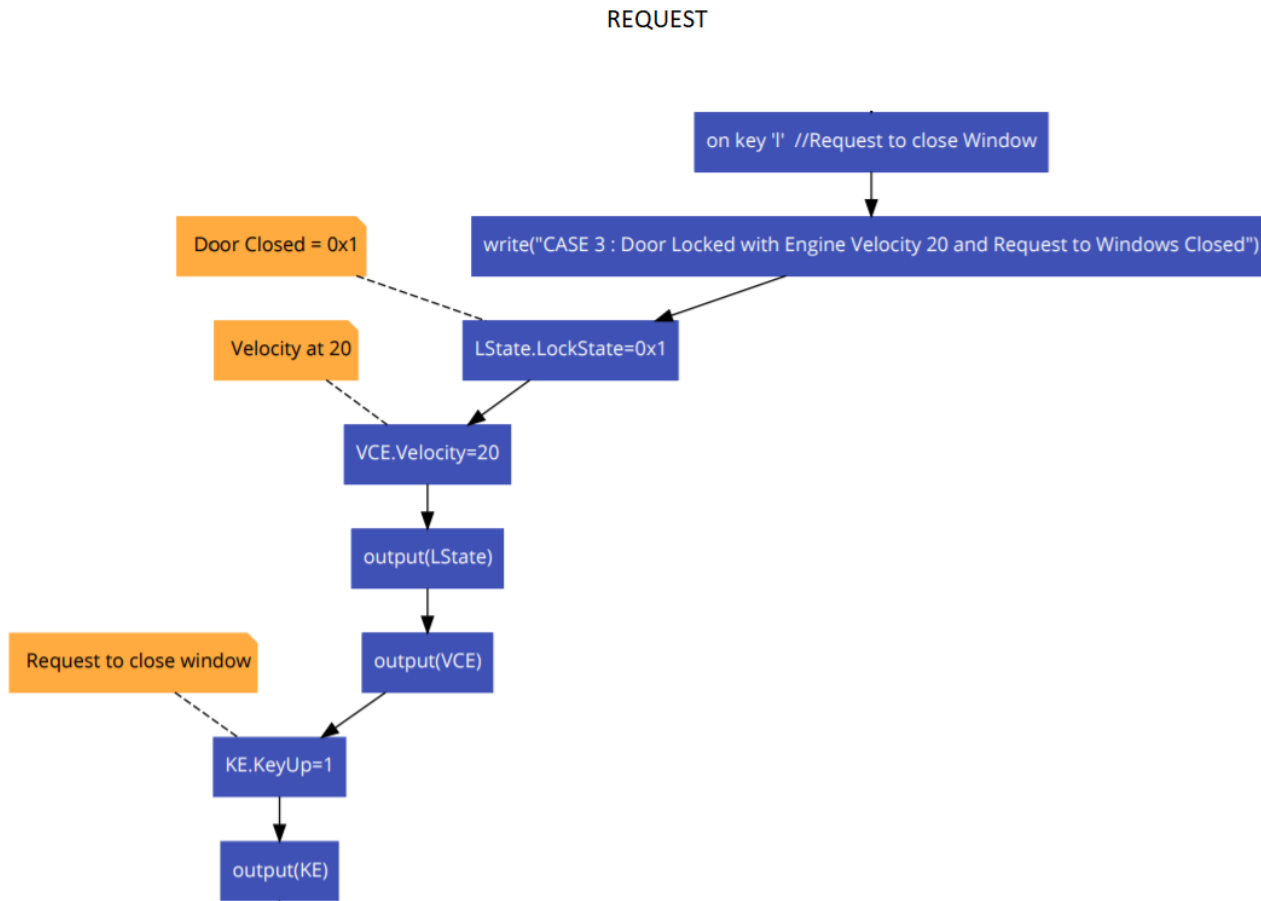 REQUEST
on key 'l' //Request to close Window
write("CASE 3 : Door Locked with Engine Velocity 20 and Request to Windows Closed")
Door Closed = 0x1
LState.LockState=0x1
Velocity at 20
VCE.Velocity=20
output(LState)
output(VCE)
Request to close window
KE.KeyUp=1
output(KE)